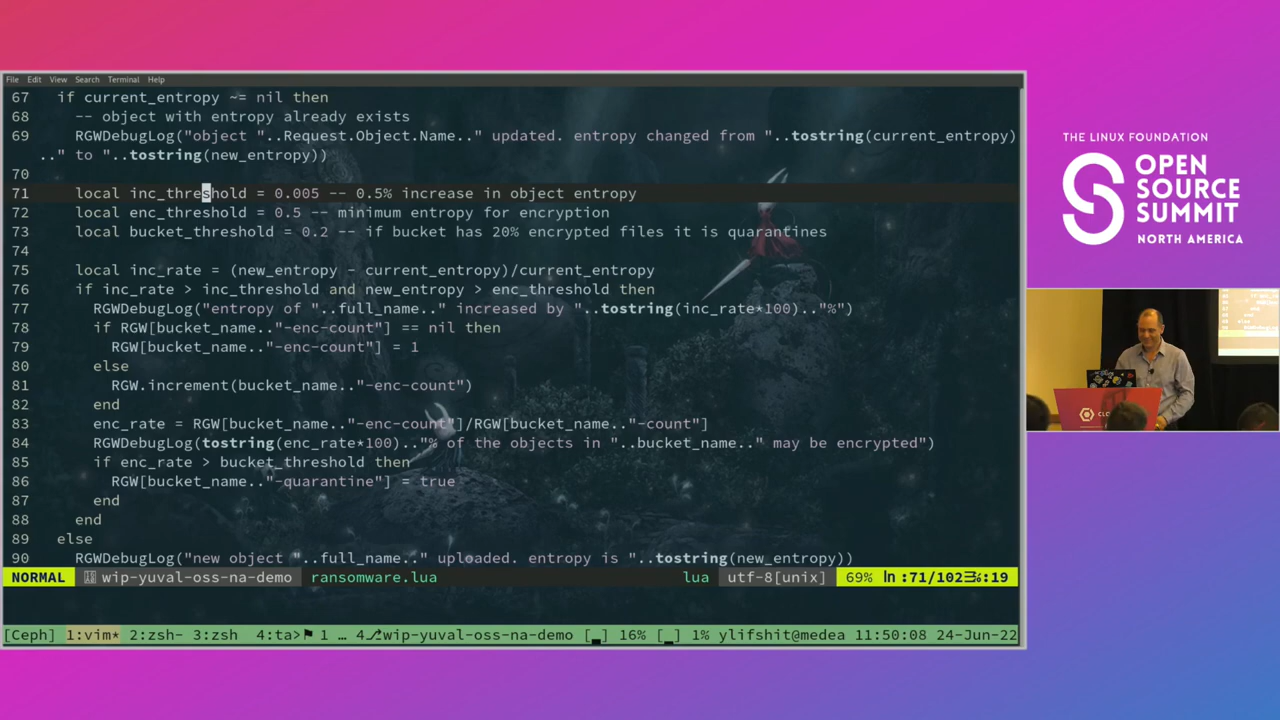 File Edit View Search Terminal Help
67 if current_entropy ~= nil then
68 -- object with entropy already exists
69 RGWDebugLog("object "..Request.Object.Name.." updated. entropy changed from "..tostring(current_entropy)
.." to "..tostring(new_entropy))
70
71 local inc_threshold = 0.005 -- 0.5% increase in object entropy
72 local enc_threshold = 0.5 -- minimum entropy for encryption
73 local bucket_threshold = 0.2 -- if bucket has 20% encrypted files it is quarantines
74
75 local inc_rate = (new_entropy - current_entropy)/current_entropy
76 if inc_rate > inc_threshold and new_entropy > enc_threshold then
77 RGWDebugLog("entropy of "..full_name.." increased by "..tostring(inc_rate*100).."%")
78 if RGW[bucket_name.."-enc-count"] == nil then
79 RGW[bucket_name.."-enc-count"] = 1
80 else
81 RGW.increment(bucket_name.."-enc-count")
82 end
83 enc_rate = RGW[bucket_name.."-enc-count"]/RGW[bucket_name.."-count"]
84 RGWDebugLog(tostring(enc_rate*100).."% of the objects in "..bucket_name.." may be encrypted")
85 if enc_rate > bucket_threshold then
86 RGW[bucket_name.."-quarantine"] = true
87 end
88 end
89 else
90 RGWDebugLog("new object "..full_name.." uploaded. entropy is "..tostring(new_entropy))
NORMAL wip-yuval-oss-na-demo ransomware.lua lua utf-8[unix] 69% ln :71/102 :19
[Ceph] 1:vim* 2:zsh- 3:zsh 4:ta> 1 … 4 wip-yuval-oss-na-demo [▂] 16% [▂] 1% ylifshit@medea 11:50:08 24-Jun-22
THE LINUX FOUNDATION
OPEN
SOURCE
SUMMIT
NORTH AMERICA